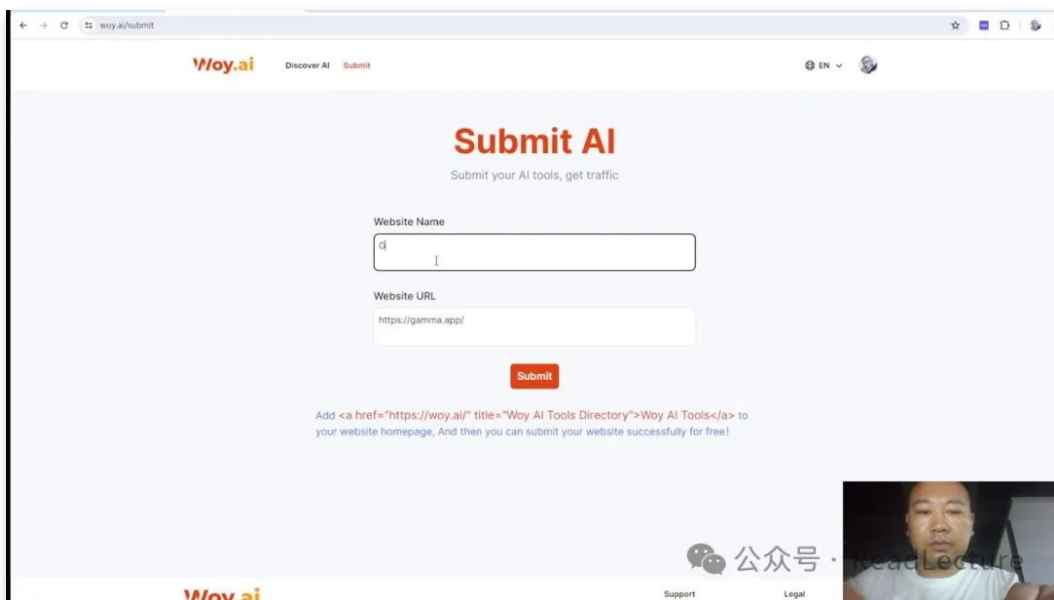 woy.ai/submit
Woy.ai Discover AI Submit EN
Submit AI
Submit your AI tools, get traffic
Website Name
G
Website URL
https://gamma.app/
Submit
Add <a href="https://woy.ai/" title="Woy AI Tools Directory">Woy AI Tools</a> to
your website homepage, And then you can submit your website successfully for free!
公众号 · ReadLecture
Woy.ai Support Legal